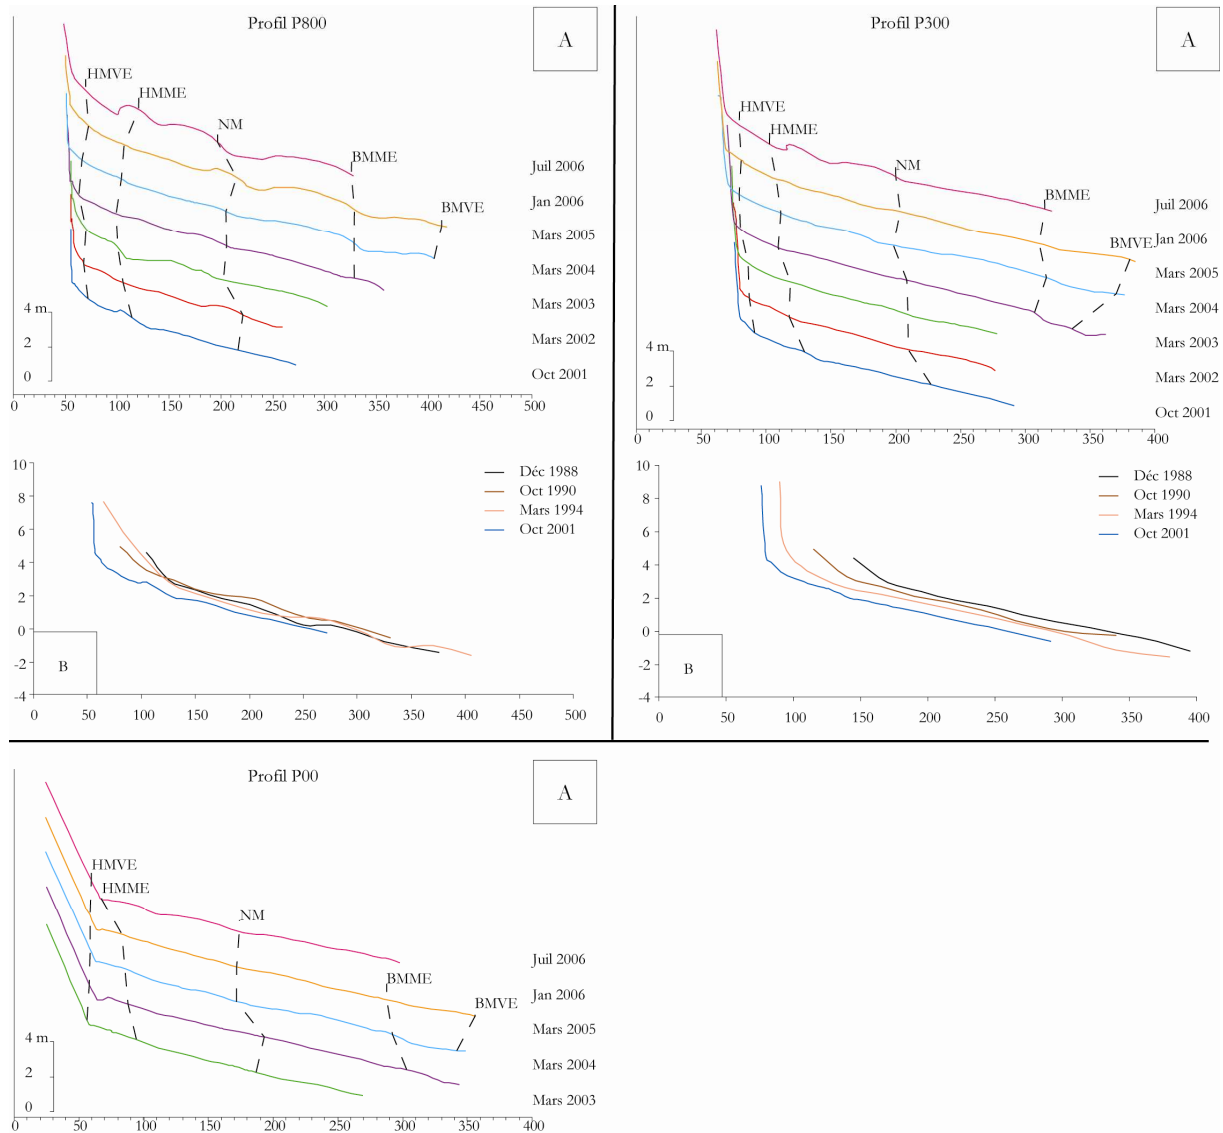 Profil P800
A
HMVE
HMME
NM
BMME
BMVE
Juil 2006
Jan 2006
Mars 2005
Mars 2004
Mars 2003
Mars 2002
Oct 2001
4 m
2
0
0 50 100 150 200 250 300 350 400 450 500
10
8
6
4
2
0
-2
-4
Déc 1988
Oct 1990
Mars 1994
Oct 2001
B
0 50 100 150 200 250 300 350 400 450 500
Profil P300
A
HMVE
HMME
NM
BMME
BMVE
Juil 2006
Jan 2006
Mars 2005
Mars 2004
Mars 2003
Mars 2002
Oct 2001
4 m
2
0
0 50 100 150 200 250 300 350 400
10
8
6
4
2
0
-2
-4
Déc 1988
Oct 1990
Mars 1994
Oct 2001
B
0 50 100 150 200 250 300 350 400
Profil P00
A
HMVE
HMME
NM
BMME
BMVE
Juil 2006
Jan 2006
Mars 2005
Mars 2004
Mars 2003
4 m
2
0
0 50 100 150 200 250 300 350 400